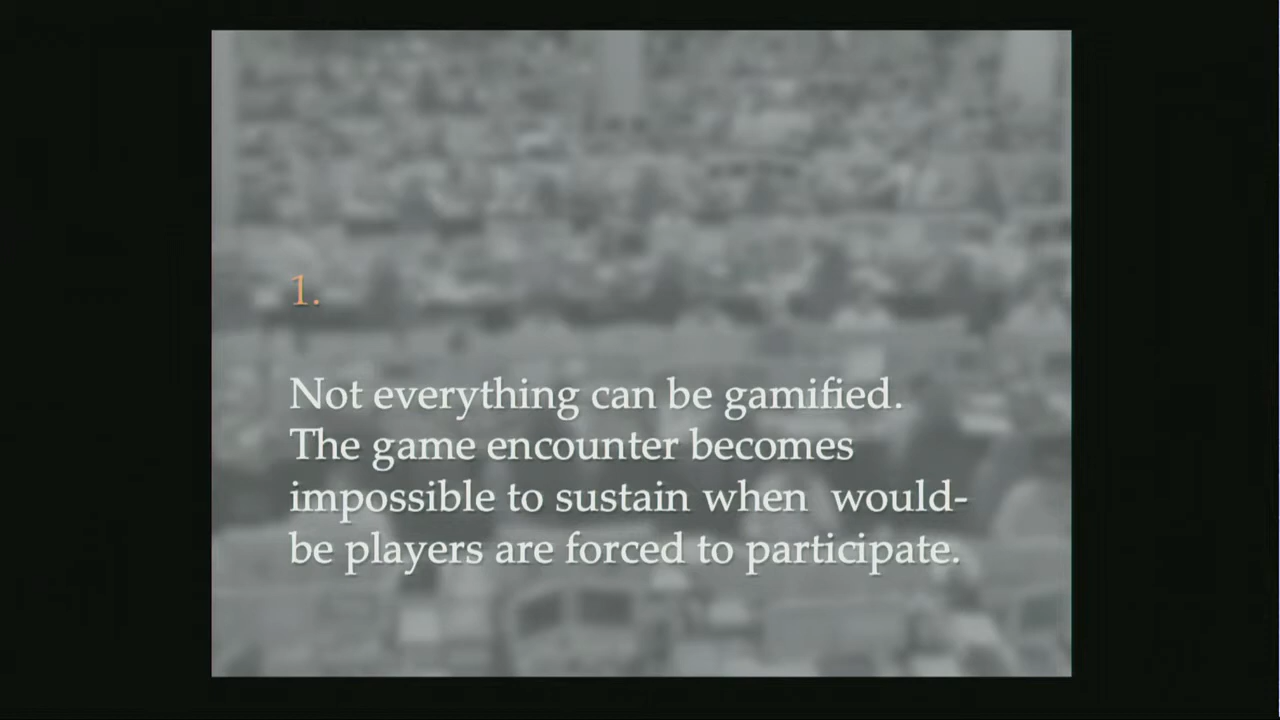 1.
Not everything can be gamified.
The game encounter becomes
impossible to sustain when would-
be players are forced to participate.